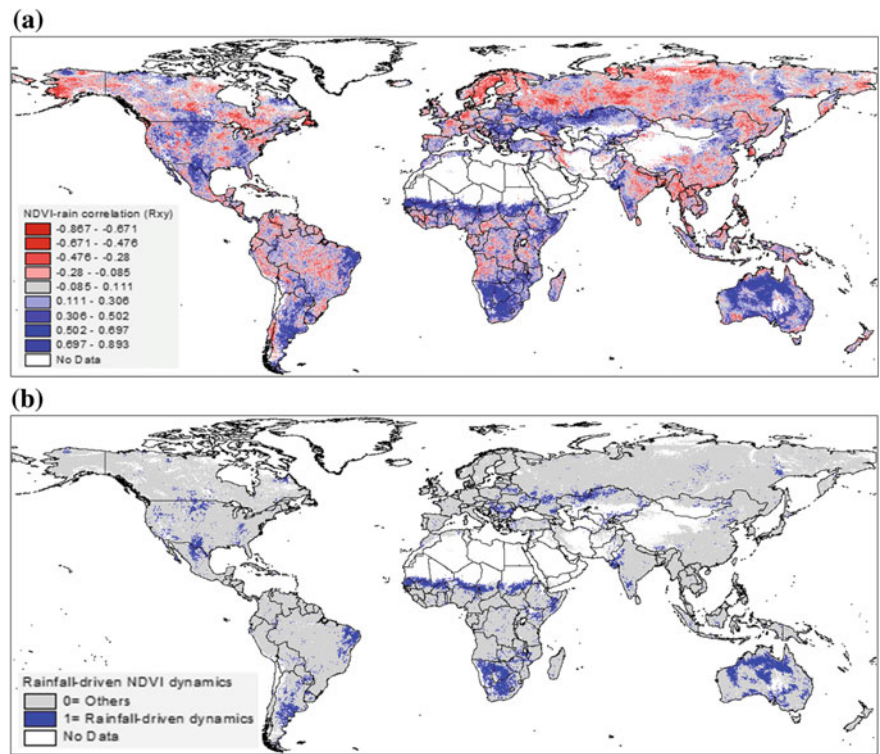 (a)
NDVI-rain correlation (Rxy)
-0.867 - -0.671
-0.671 - -0.476
-0.476 - -0.28
-0.28 - -0.085
-0.085 - 0.111
0.111 - 0.306
0.306 - 0.502
0.502 - 0.697
0.697 - 0.893
No Data
(b)
Rainfall-driven NDVI dynamics
0= Others
1= Rainfall-driven dynamics
No Data